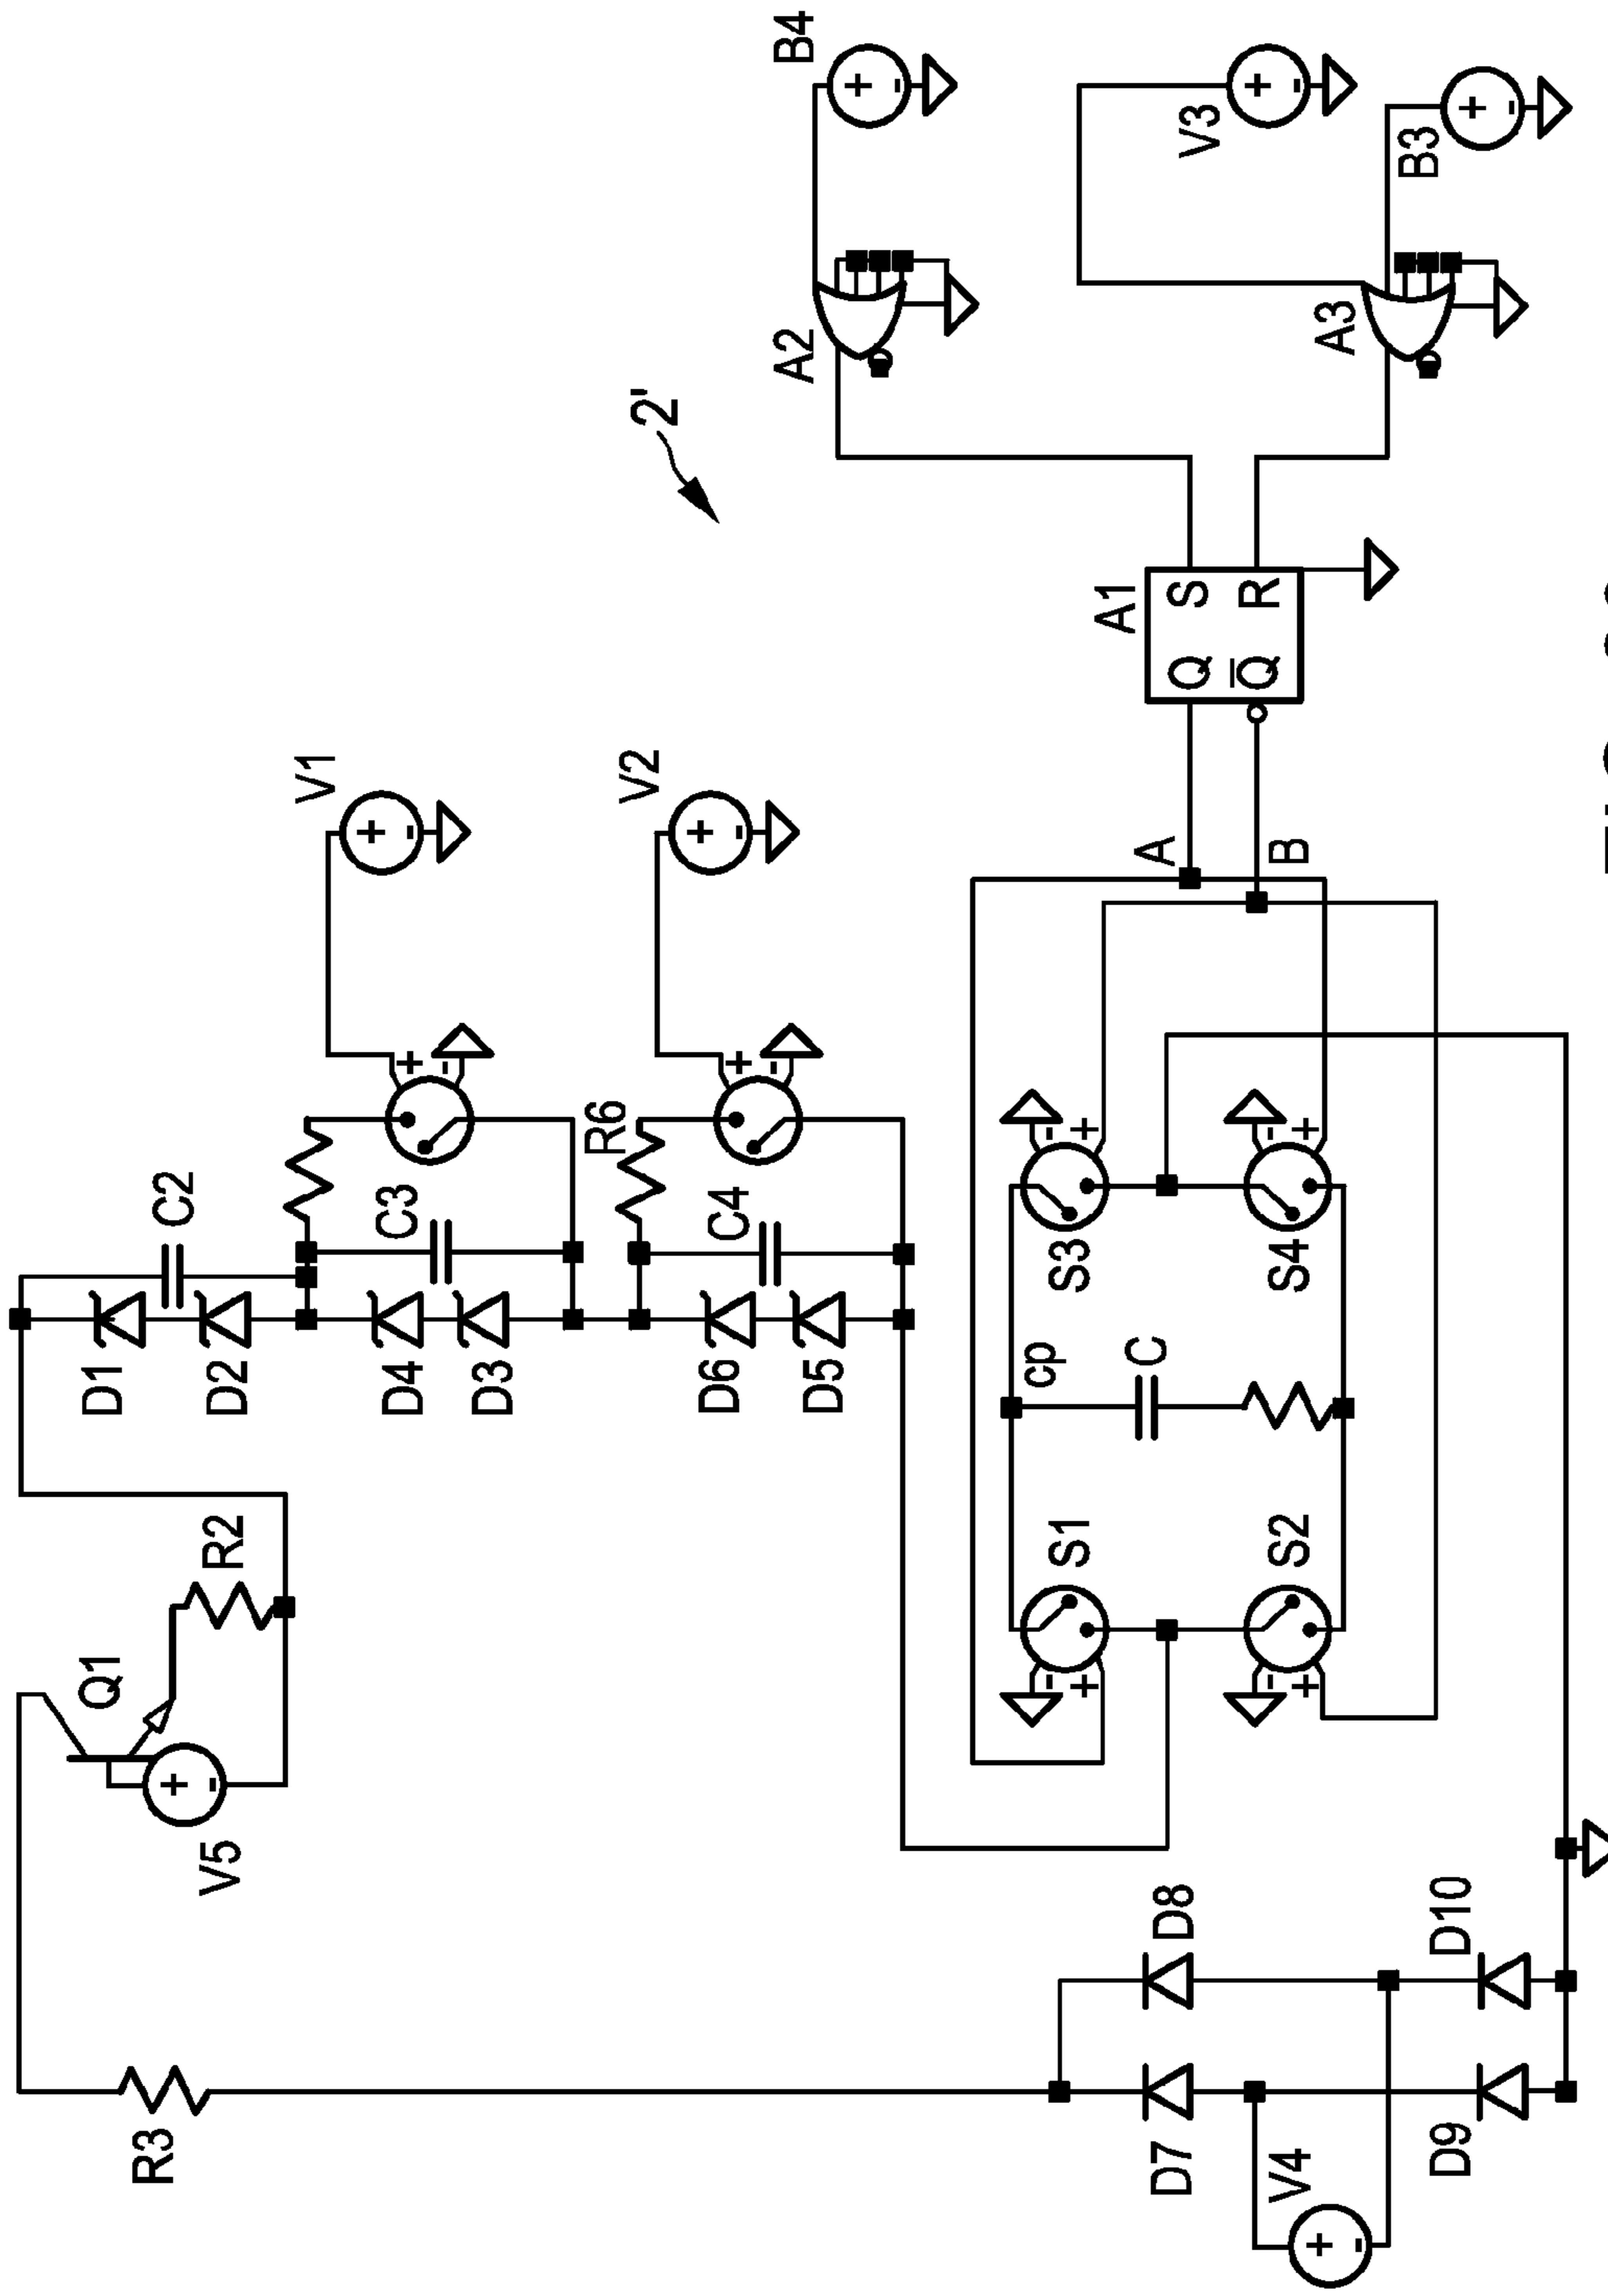 R3
V5
Q1
R2
D1
D2
C2
D4
D3
C3
V1
+
-
+
-
D6
D5
C4
R6
V2
+
-
+
-
+
-
2'
D7
D8
V4
+
-
D9
D10
S1
-
+
S2
-
+
cp
C
S3
-
+
S4
-
+
A
B
A1
Q S
Q̅ R
A2
B4
+
-
A3
V3
+
-
B3
+
-